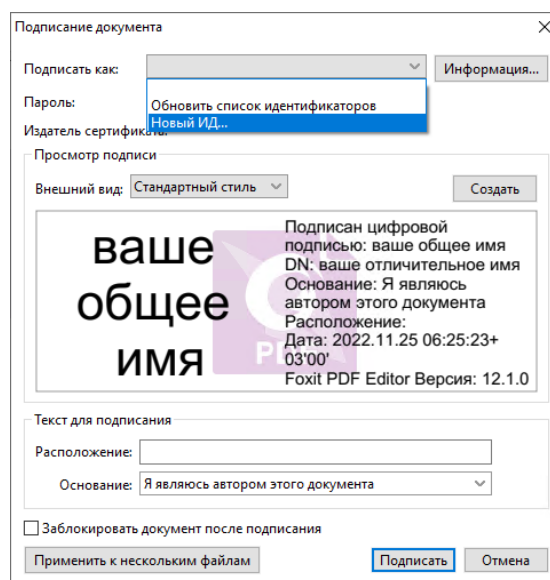 Подписание документа
Подписать как:
Информация...
Пароль:
Обновить список идентификаторов
Новый ИД...
Издатель сертификата:
Просмотр подписи
Внешний вид: Стандартный стиль
Создать
ваше
общее
имя
Подписан цифровой
подписью: ваше общее имя
DN: ваше отличительное имя
Основание: Я являюсь
автором этого документа
Расположение:
Дата: 2022.11.25 06:25:23+
03'00'
Foxit PDF Editor Версия: 12.1.0
PDF
Текст для подписания
Расположение:
Основание: Я являюсь автором этого документа
Заблокировать документ после подписания
Применить к нескольким файлам
Подписать
Отмена